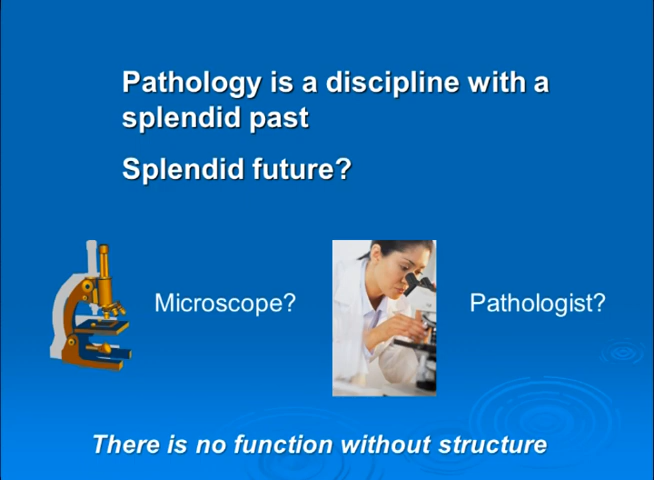 Pathology is a discipline with a
splendid past
Splendid future?
Microscope?
Pathologist?
There is no function without structure